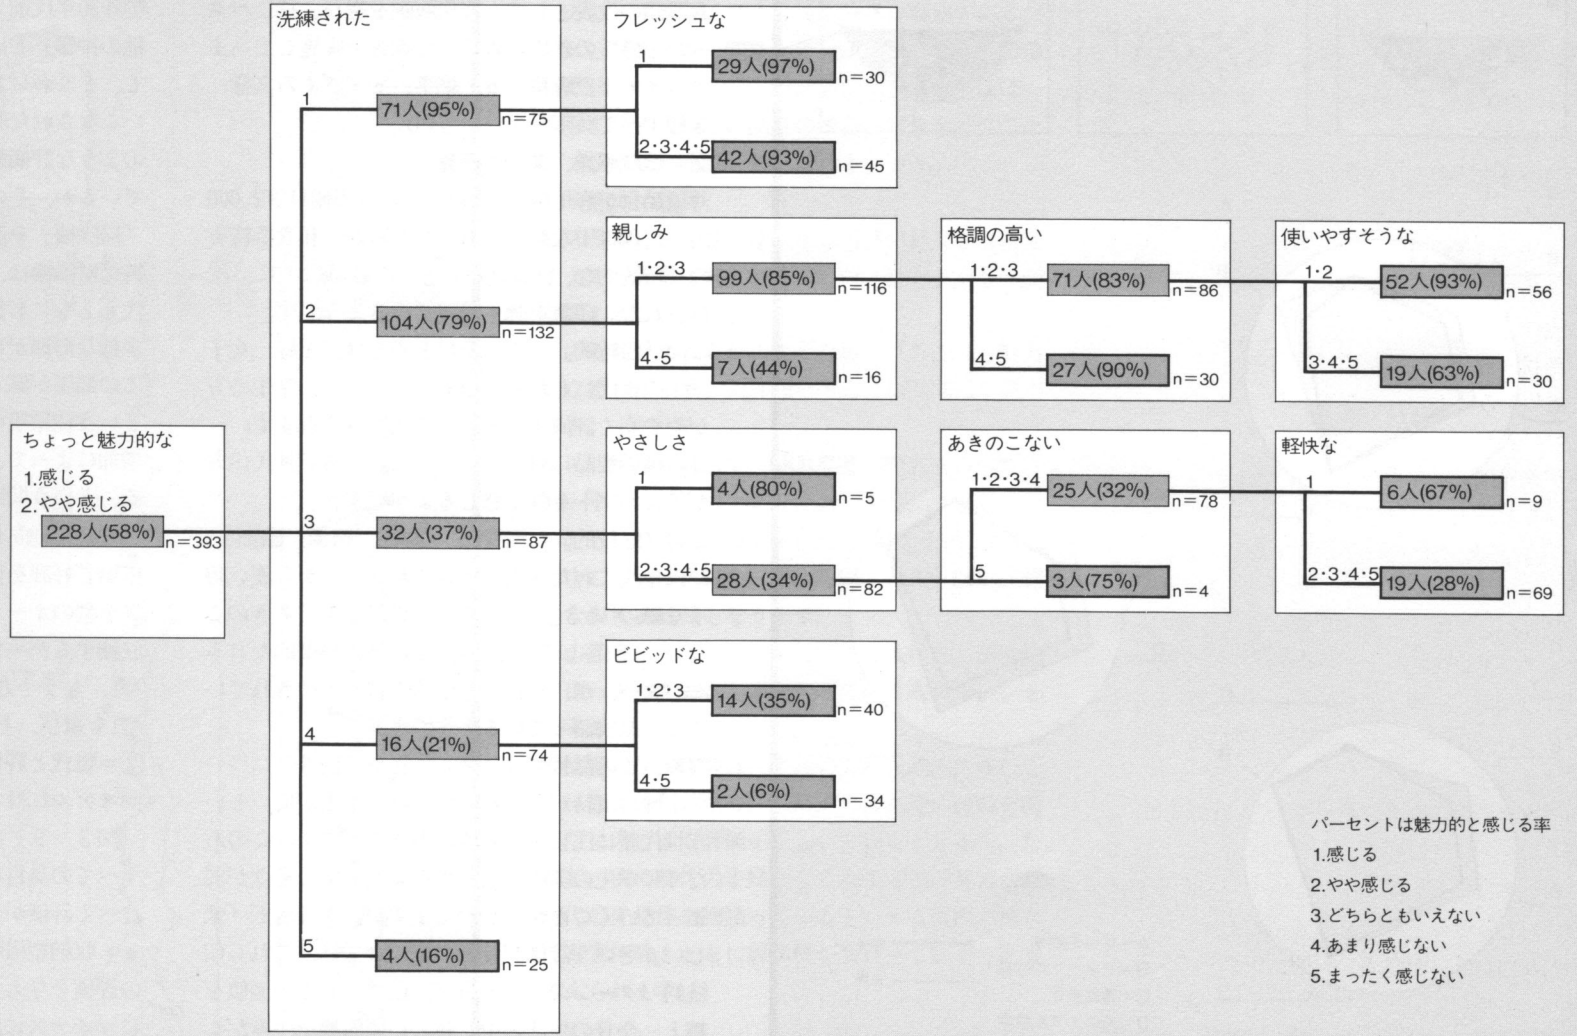 ちょっと魅力的な
1.感じる
2.やや感じる
228人(58%)
n=393
洗練された
1
71人(95%)
n=75
2
104人(79%)
n=132
3
32人(37%)
n=87
4
16人(21%)
n=74
5
4人(16%)
n=25
フレッシュな
1
29人(97%)
n=30
2・3・4・5
42人(93%)
n=45
親しみ
1・2・3
99人(85%)
n=116
4・5
7人(44%)
n=16
格調の高い
1・2・3
71人(83%)
n=86
4・5
27人(90%)
n=30
使いやすそうな
1・2
52人(93%)
n=56
3・4・5
19人(63%)
n=30
やさしさ
1
4人(80%)
n=5
2・3・4・5
28人(34%)
n=82
あきのこない
1・2・3・4
25人(32%)
n=78
5
3人(75%)
n=4
軽快な
1
6人(67%)
n=9
2・3・4・5
19人(28%)
n=69
ビビッドな
1・2・3
14人(35%)
n=40
4・5
2人(6%)
n=34
パーセントは魅力的と感じる率
1.感じる
2.やや感じる
3.どちらともいえない
4.あまり感じない
5.まったく感じない